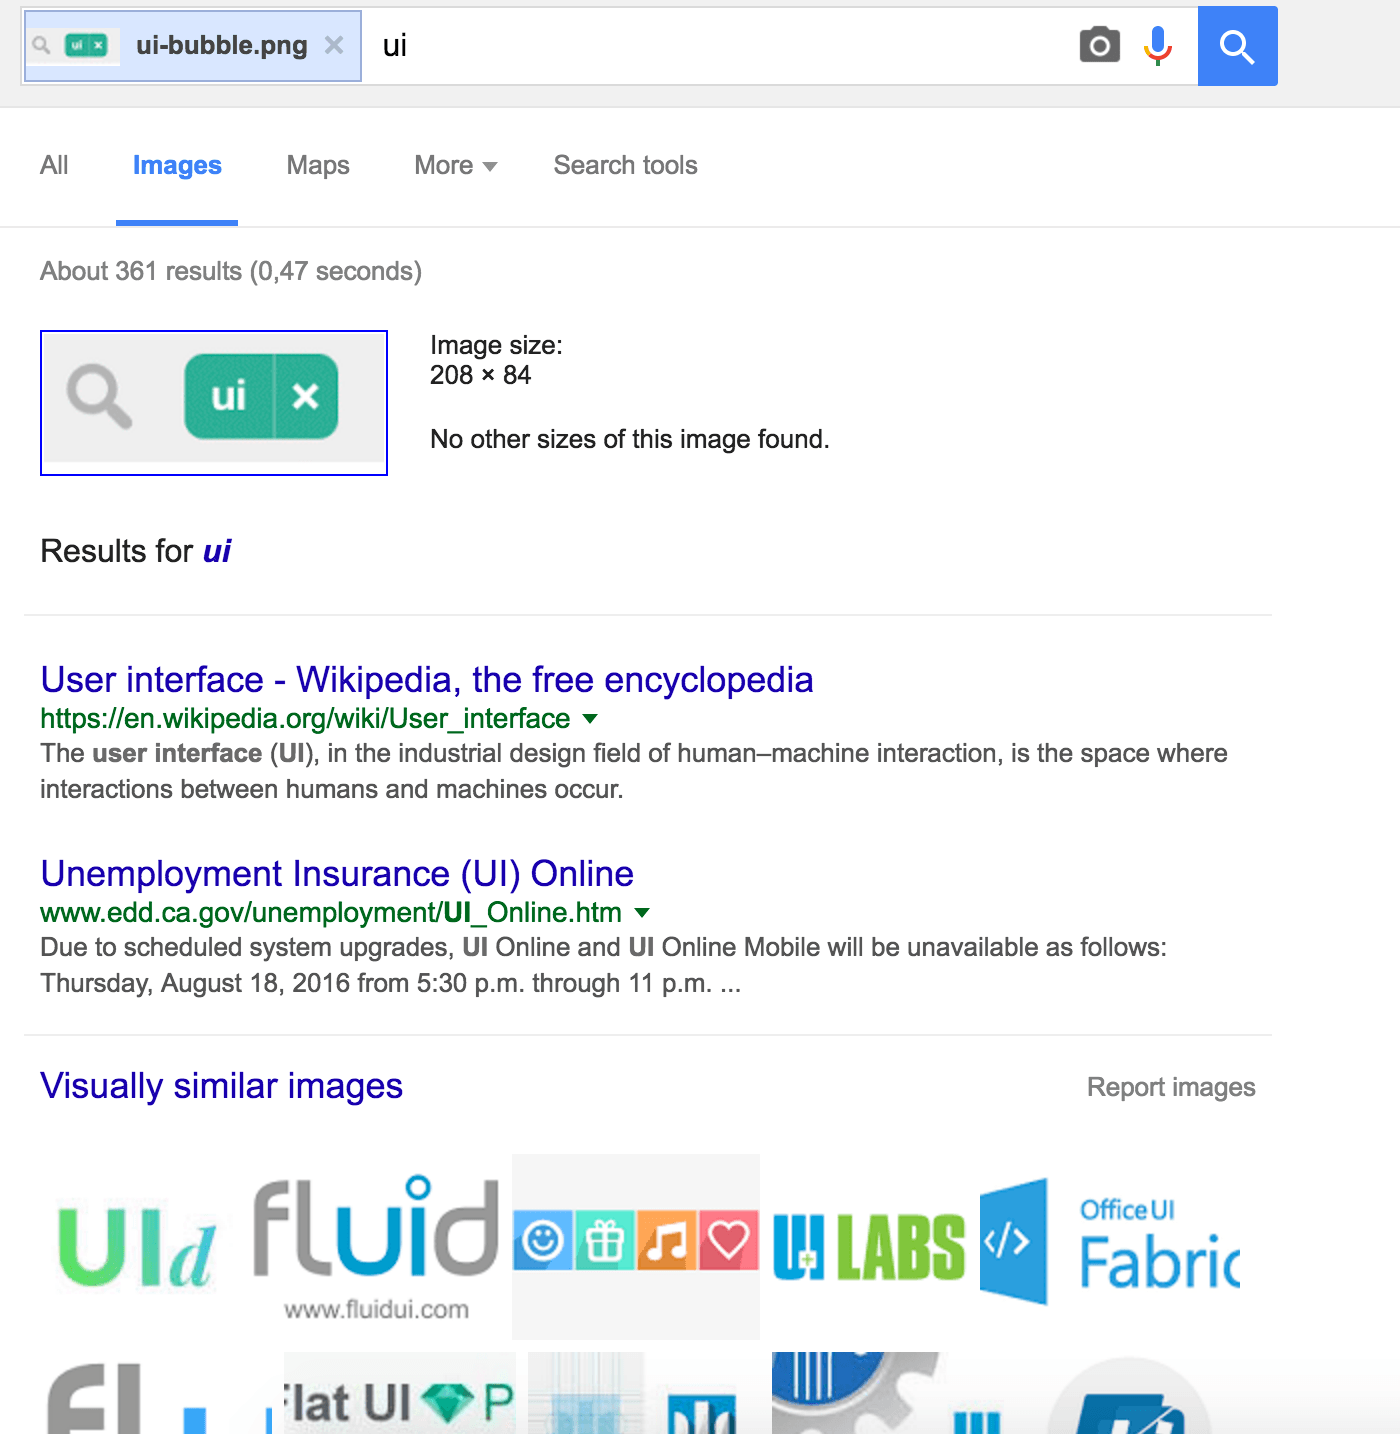 ui × ui-bubble.png × ui
All Images Maps More Search tools
About 361 results (0,47 seconds)
ui ×
Image size:
208 × 84
No other sizes of this image found.
Results for ui
User interface - Wikipedia, the free encyclopedia
https://en.wikipedia.org/wiki/User_interface
The user interface (UI), in the industrial design field of human–machine interaction, is the space where
interactions between humans and machines occur.
Unemployment Insurance (UI) Online
www.edd.ca.gov/unemployment/UI_Online.htm
Due to scheduled system upgrades, UI Online and UI Online Mobile will be unavailable as follows:
Thursday, August 18, 2016 from 5:30 p.m. through 11 p.m. ...
Visually similar images Report images
UId
fluid
www.fluidui.com
UI LABS
</>
Office UI
Fabric
Flat UI P